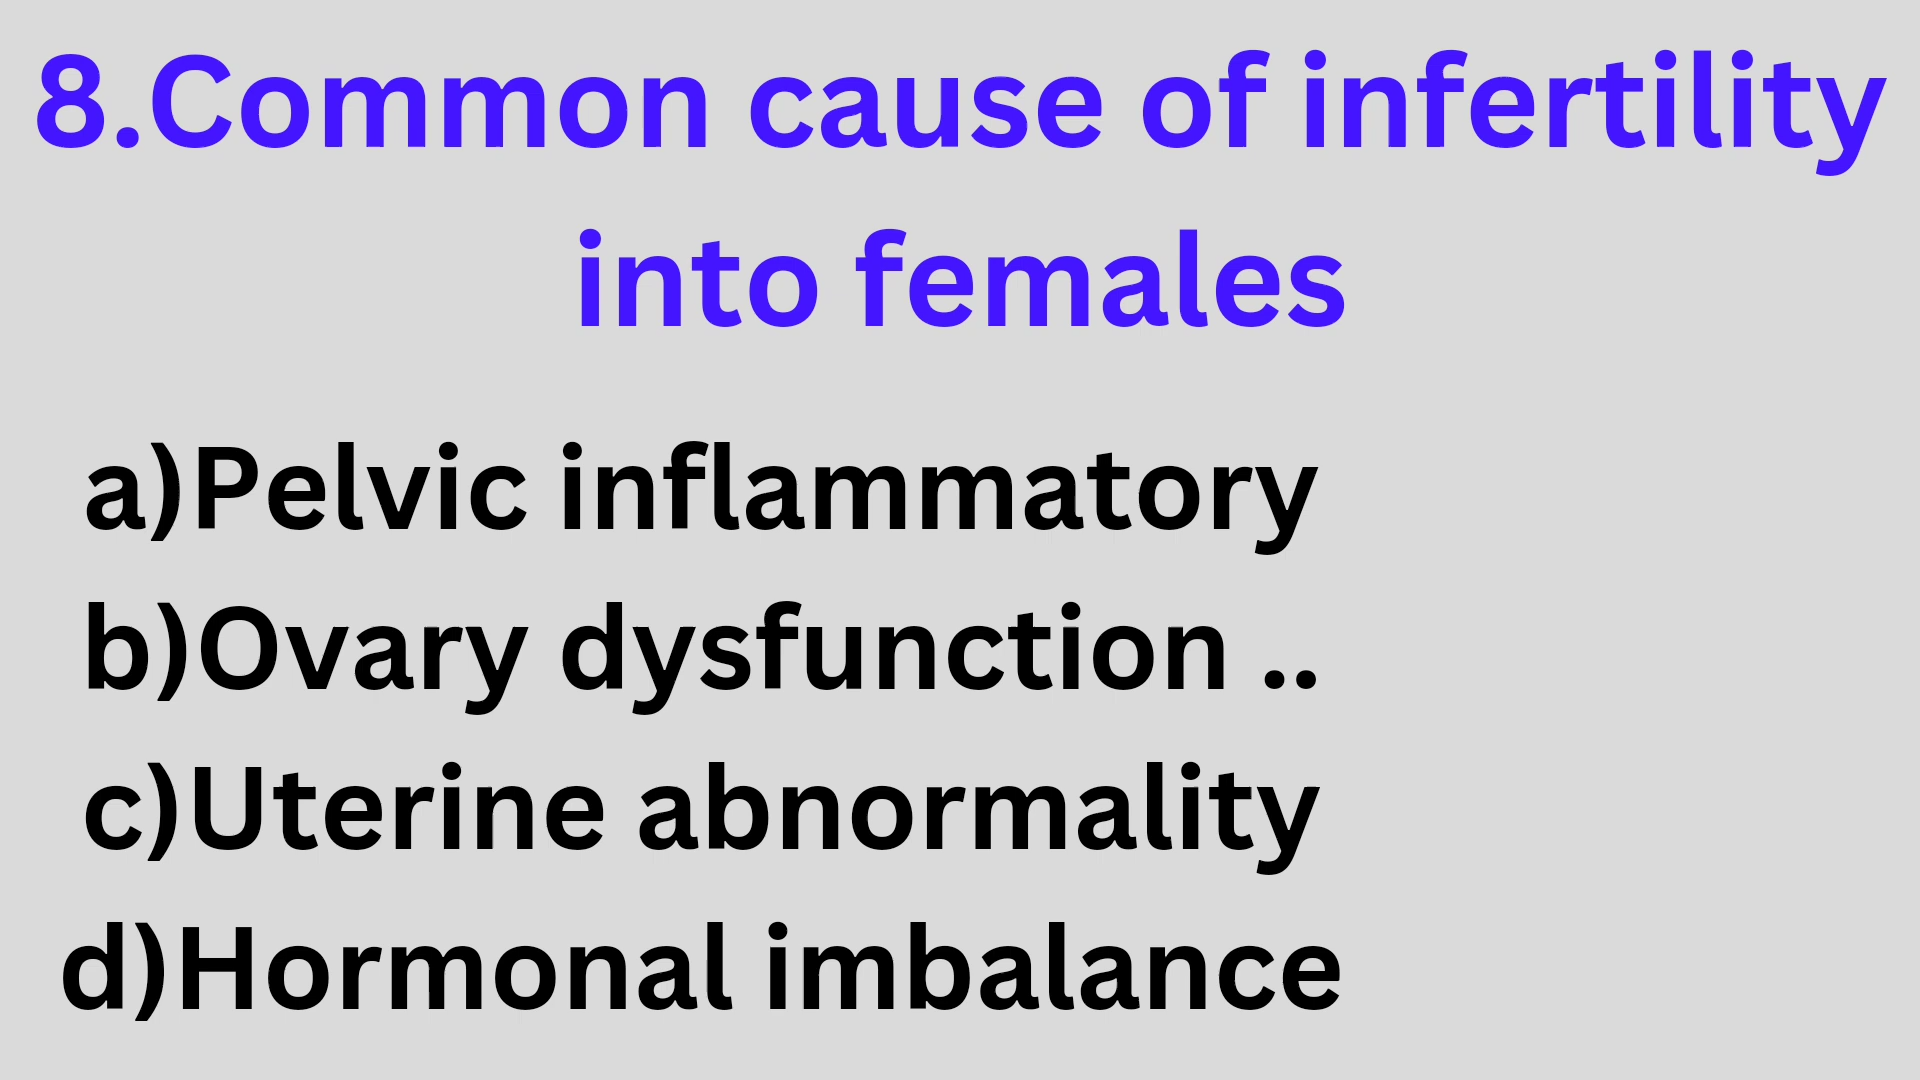 8.Common cause of infertility
into females
a)Pelvic inflammatory
b)Ovary dysfunction ..
c)Uterine abnormality
d)Hormonal imbalance